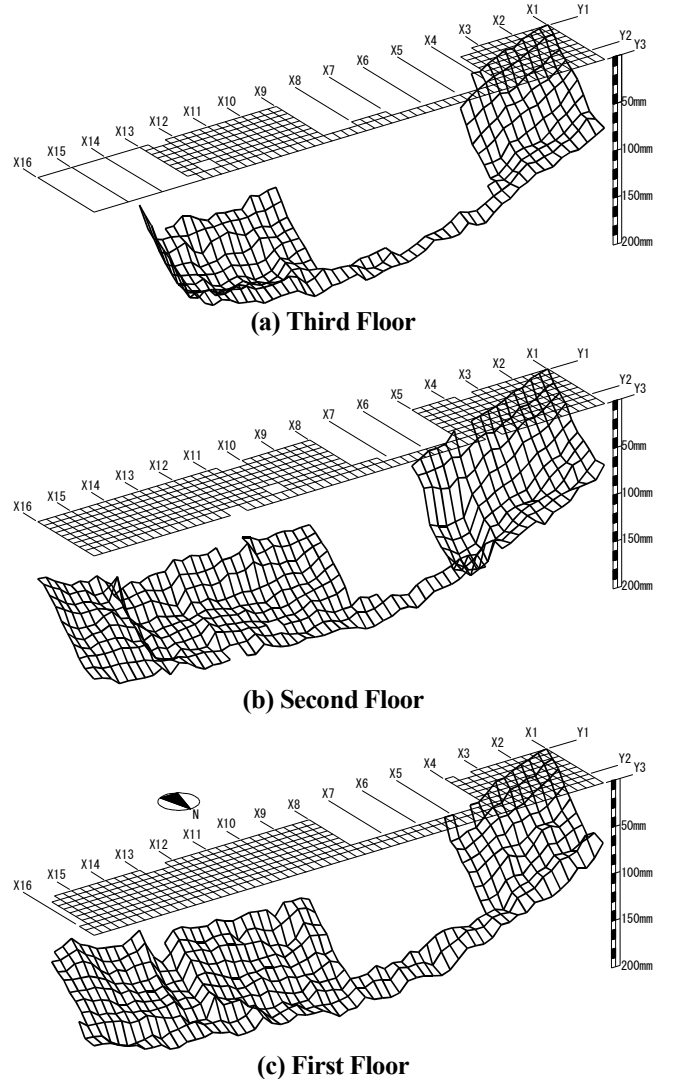 X1
Y1
X2
X3
Y2
X4
Y3
X5
X6
X7
X8
50mm
X9
X10
X11
X12
100mm
X13
X14
X15
150mm
X16
200mm
(a) Third Floor
X1
Y1
X2
X3
Y2
X4
Y3
X5
X6
X7
50mm
X8
X9
X10
X11
100mm
X12
X13
X14
150mm
X15
X16
200mm
(b) Second Floor
X1
Y1
X2
X3
Y2
X4
Y3
X5
X6
X7
N
50mm
X8
X9
X10
X11
X12
100mm
X13
X14
X15
X16
150mm
200mm
(c) First Floor